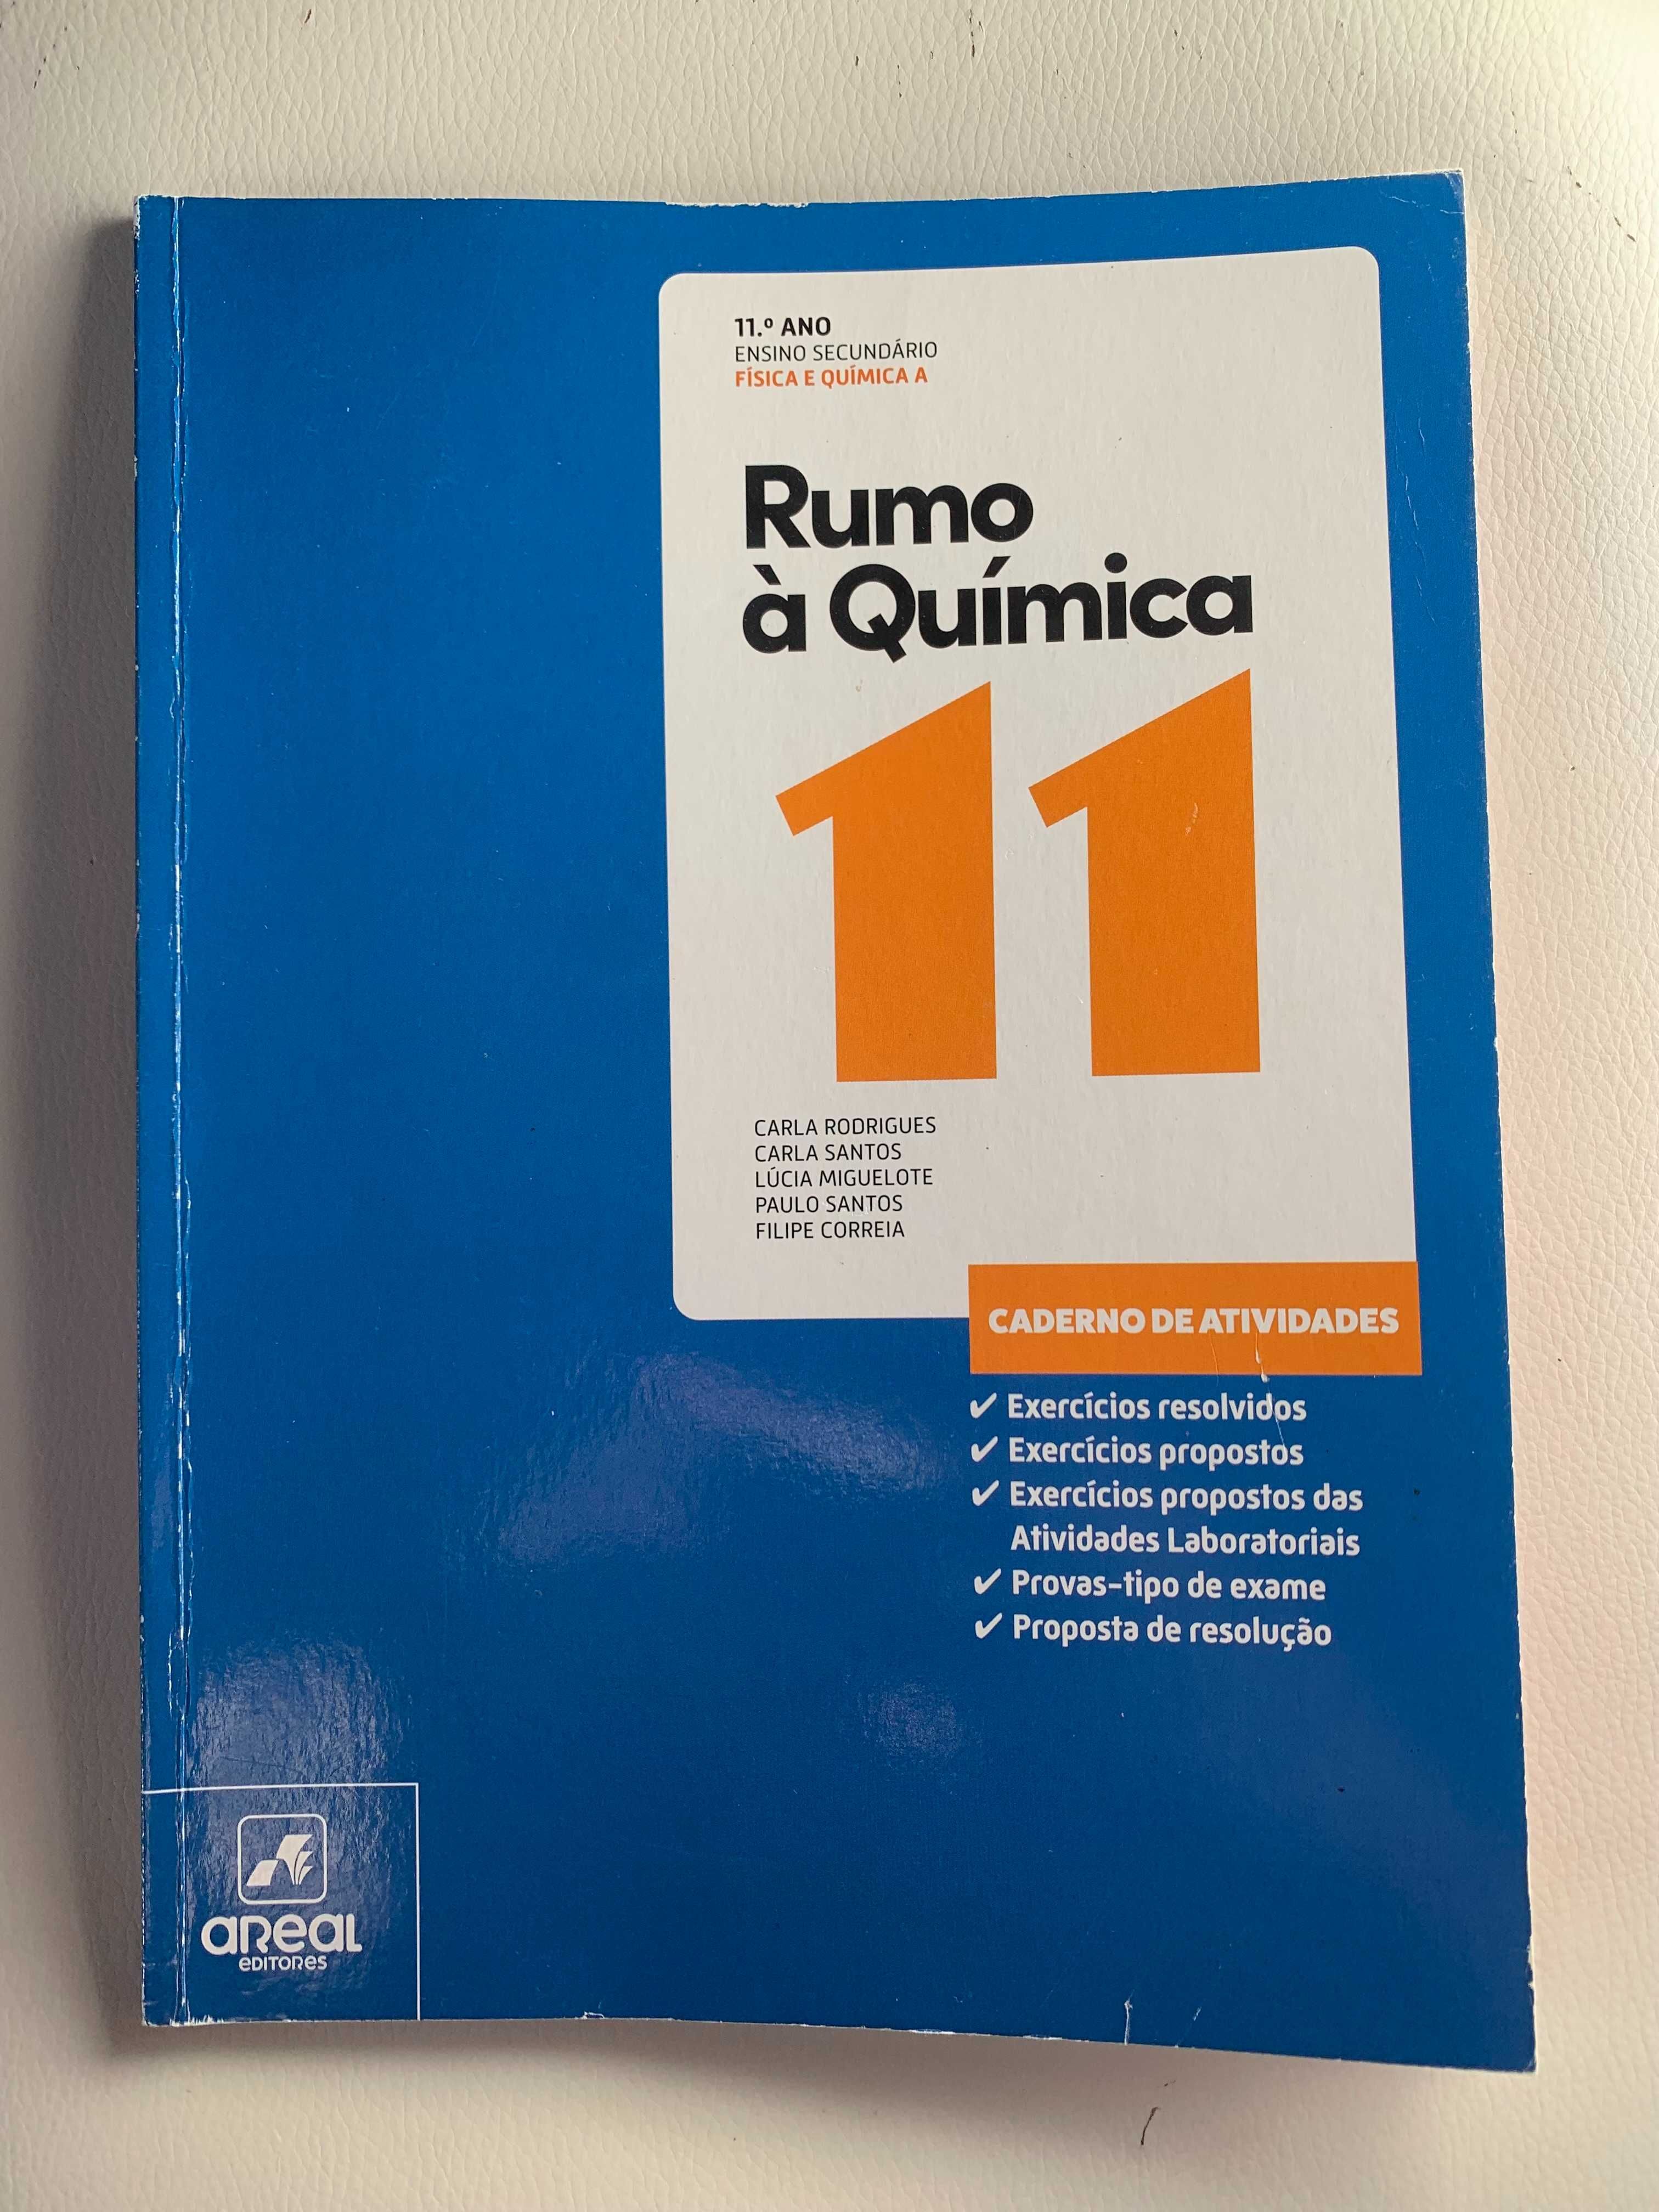 11.º ANO
ENSINO SECUNDÁRIO
FÍSICA E QUÍMICA A
Rumo
à Química
11
CARLA RODRIGUES
CARLA SANTOS
LÚCIA MIGUELOTE
PAULO SANTOS
FILIPE CORREIA
CADERNO DE ATIVIDADES
✓ Exercícios resolvidos
✓ Exercícios propostos
✓ Exercícios propostos das
Atividades Laboratoriais
✓ Provas-tipo de exame
✓ Proposta de resolução
aReaL
eDITORes